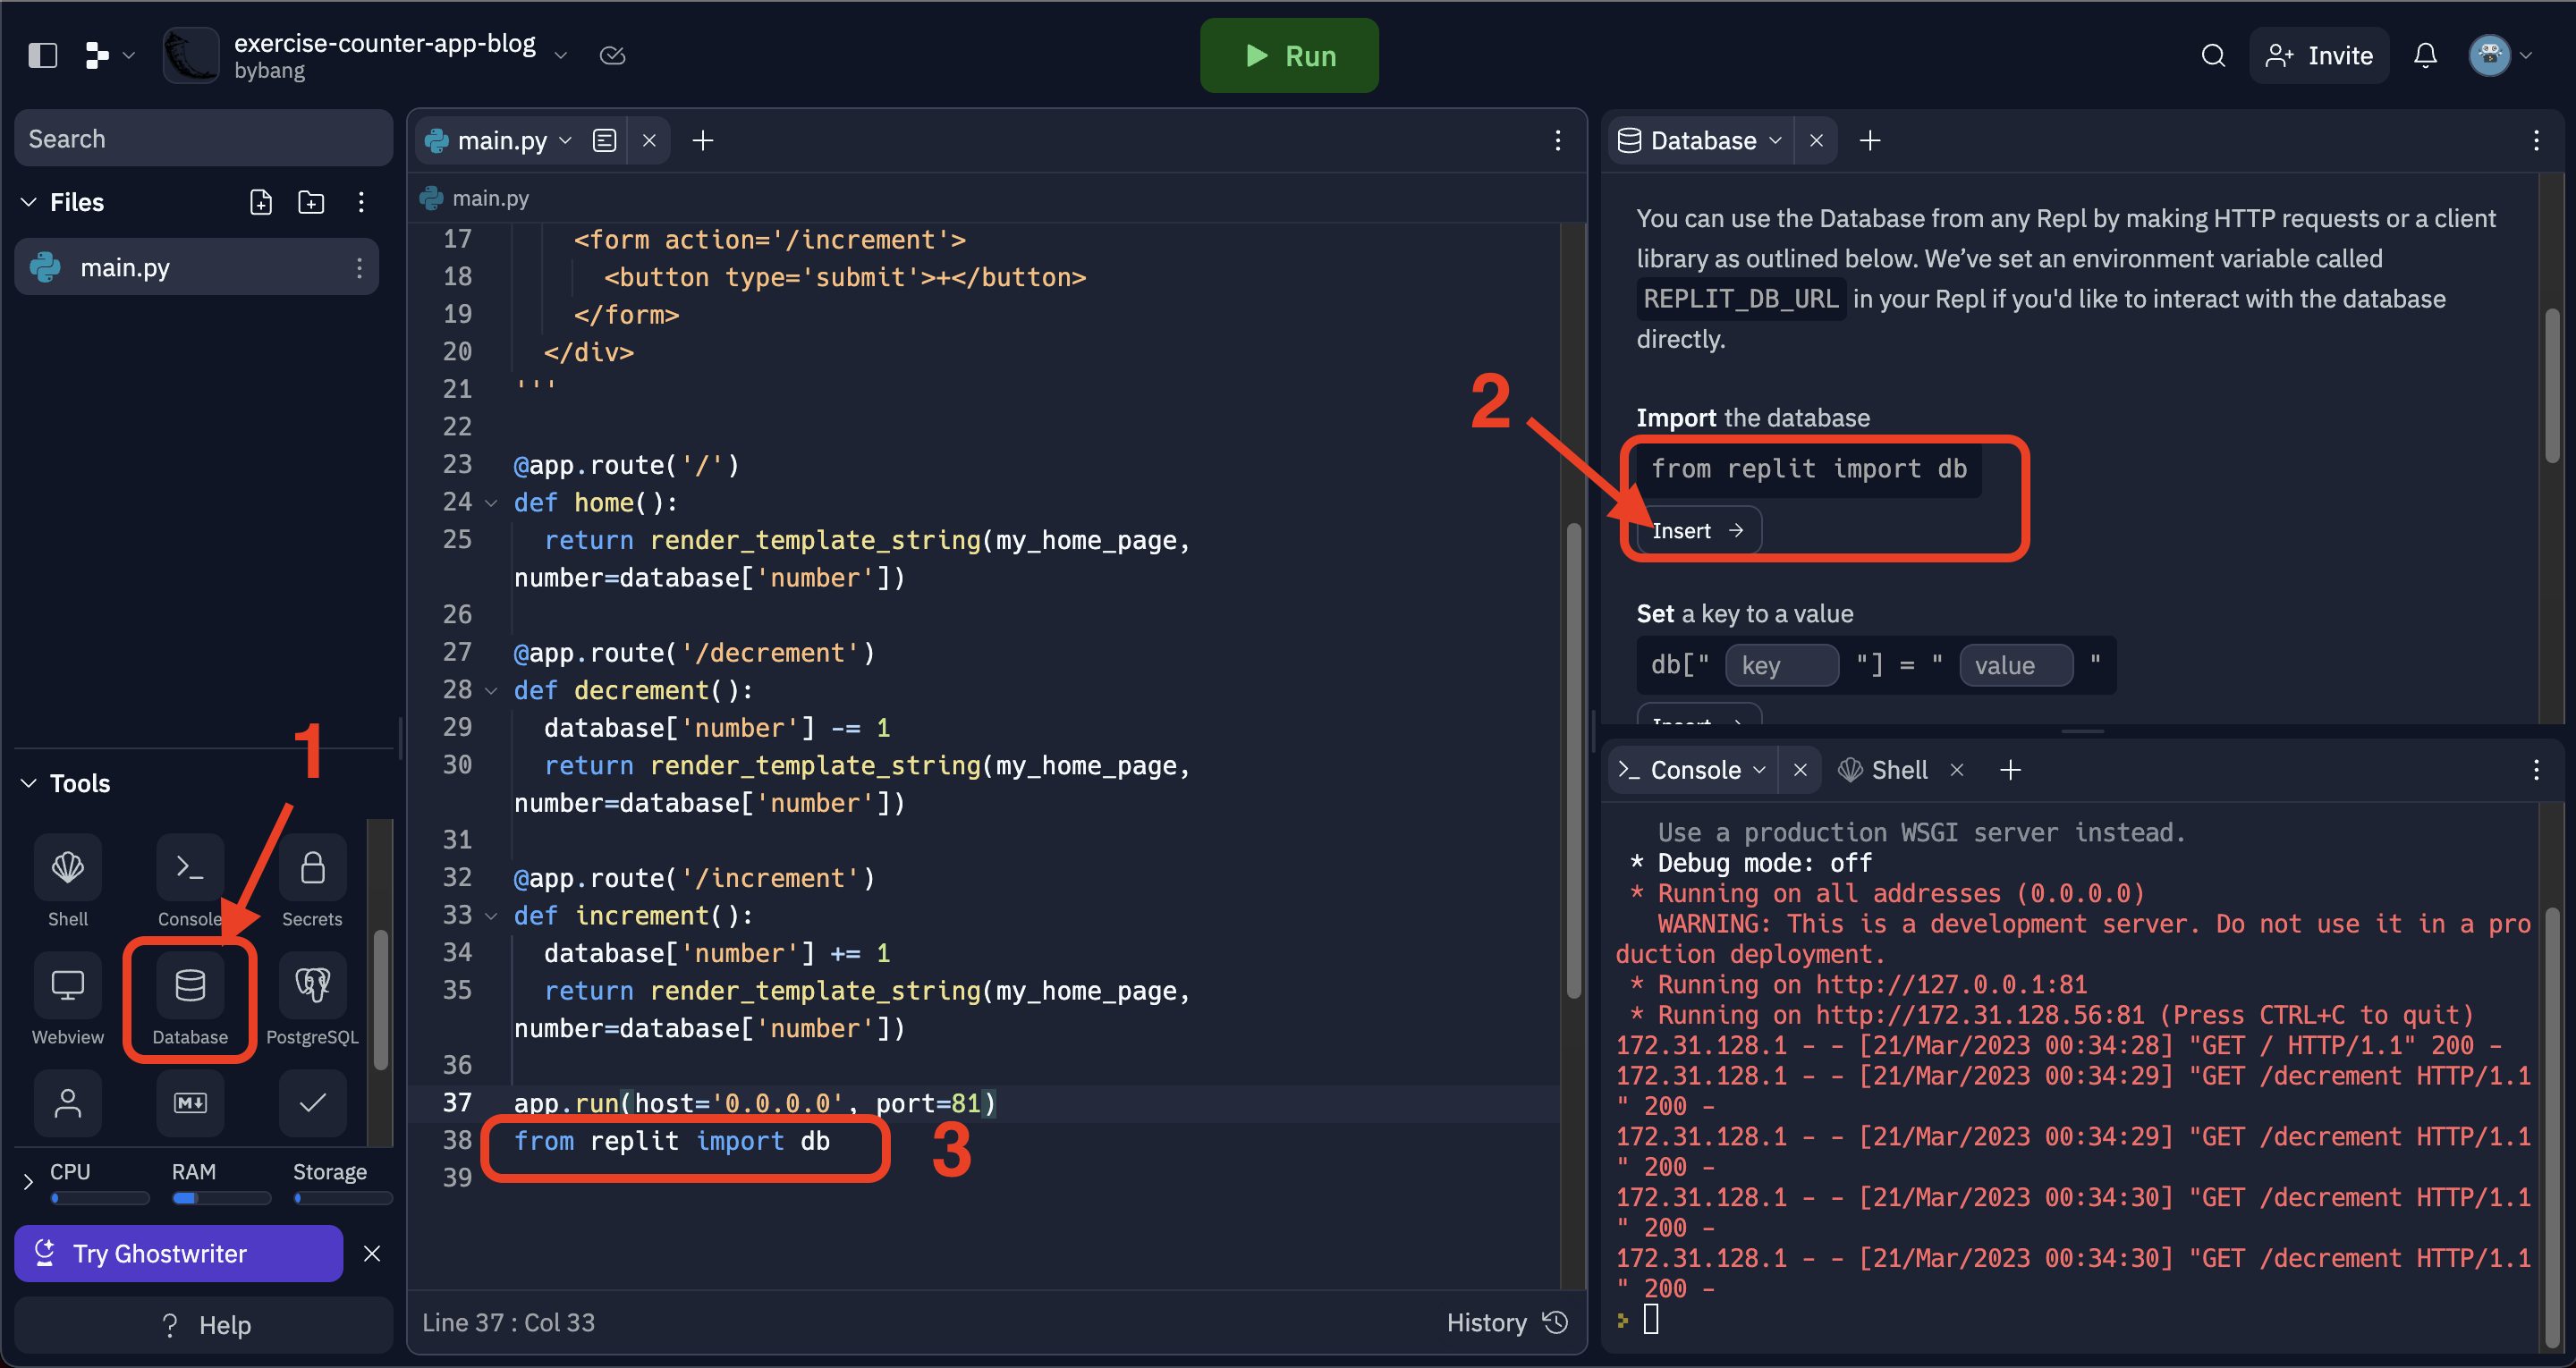 exercise-counter-app-blog
bybang
Run
Invite
Search
Files
main.py
Tools
Shell
Console
Secrets
Webview
Database
PostgreSQL
CPU
RAM
Storage
Try Ghostwriter
? Help
1
main.py
main.py
17 <form action='/increment'>
18 <button type='submit'>+</button>
19 </form>
20 </div>
21 '''
22
23 @app.route('/')
24 def home():
25 return render_template_string(my_home_page,
number=database['number'])
26
27 @app.route('/decrement')
28 def decrement():
29 database['number'] -= 1
30 return render_template_string(my_home_page,
number=database['number'])
31
32 @app.route('/increment')
33 def increment():
34 database['number'] += 1
35 return render_template_string(my_home_page,
number=database['number'])
36
37 app.run(host='0.0.0.0', port=81)
38 from replit import db
39
3
Line 37 : Col 33
History
Database
You can use the Database from any Repl by making HTTP requests or a client
library as outlined below. We’ve set an environment variable called
REPLIT_DB_URL in your Repl if you'd like to interact with the database
directly.
2
Import the database
from replit import db
Insert →
Set a key to a value
db[" key "] = " value "
Insert →
>_ Console
Shell
Use a production WSGI server instead.
* Debug mode: off
* Running on all addresses (0.0.0.0)
WARNING: This is a development server. Do not use it in a pro
duction deployment.
* Running on http://127.0.0.1:81
* Running on http://172.31.128.56:81 (Press CTRL+C to quit)
172.31.128.1 - - [21/Mar/2023 00:34:28] "GET / HTTP/1.1" 200 -
172.31.128.1 - - [21/Mar/2023 00:34:29] "GET /decrement HTTP/1.1
" 200 -
172.31.128.1 - - [21/Mar/2023 00:34:29] "GET /decrement HTTP/1.1
" 200 -
172.31.128.1 - - [21/Mar/2023 00:34:30] "GET /decrement HTTP/1.1
" 200 -
172.31.128.1 - - [21/Mar/2023 00:34:30] "GET /decrement HTTP/1.1
" 200 -